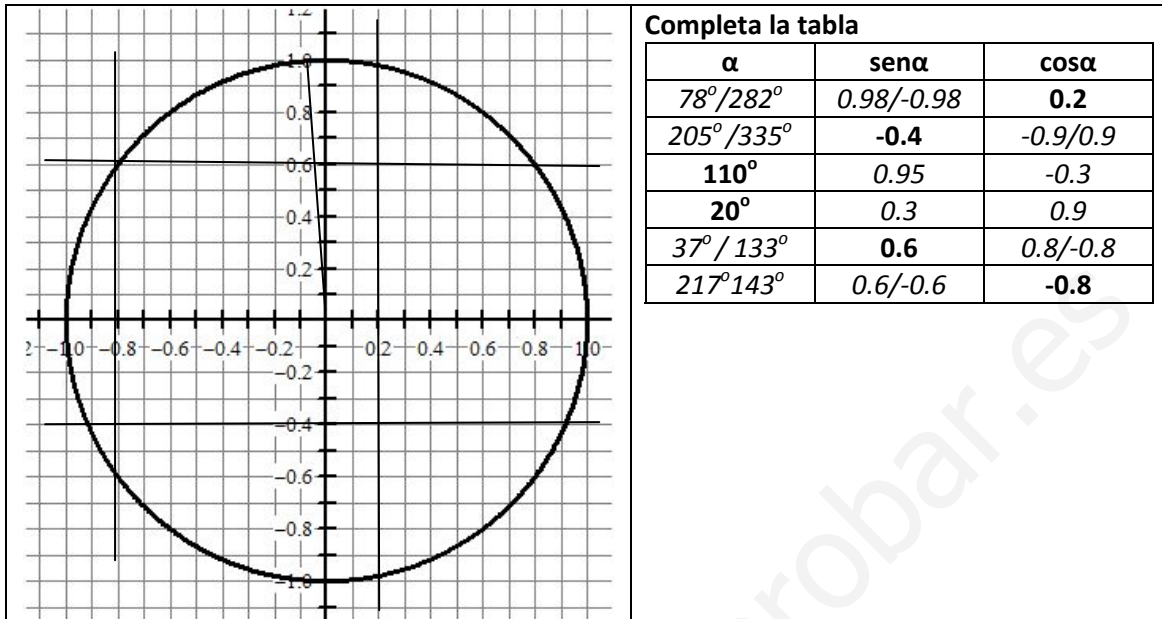 1.2
1.0
0.8
0.6
0.4
0.2
2 −1.0 −0.8 −0.6 −0.4 −0.2 0.2 0.4 0.6 0.8 1.0
−0.2
−0.4
−0.6
−0.8
−1.0
Completa la tabla
α senα cosα
78º/282º 0.98/-0.98 0.2
205º/335º -0.4 -0.9/0.9
110º 0.95 -0.3
20º 0.3 0.9
37º/ 133º 0.6 0.8/-0.8
217º143º 0.6/-0.6 -0.8
robar.es